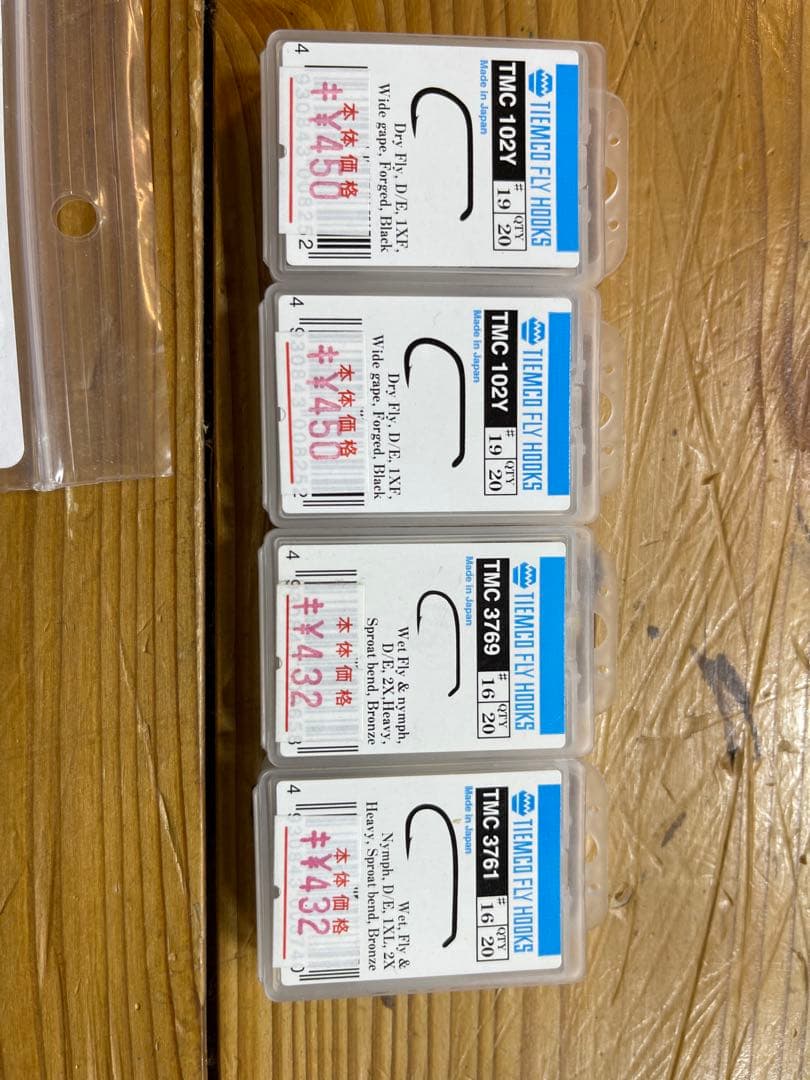 TIEMCO FLY HOOKS
TMC 102Y
# 19
QTY 20
Made in Japan
Dry Fly, D/E, 1XF,
Wide gape, Forged, Black
本体価格
¥450
TIEMCO FLY HOOKS
TMC 102Y
# 19
QTY 20
Made in Japan
Dry Fly, D/E, 1XF,
Wide gape, Forged, Black
本体価格
¥450
TIEMCO FLY HOOKS
TMC 3769
# 16
QTY 20
Made in Japan
Wet Fly & nymph,
D/E, 2X,Heavy,
Sproat bend, Bronze
本体価格
¥432
TIEMCO FLY HOOKS
TMC 3761
# 16
QTY 20
Made in Japan
Wet, Fly &
Nymph, D/E, 1XL, 2X
Heavy, Sproat bend, Bronze
本体価格
¥432